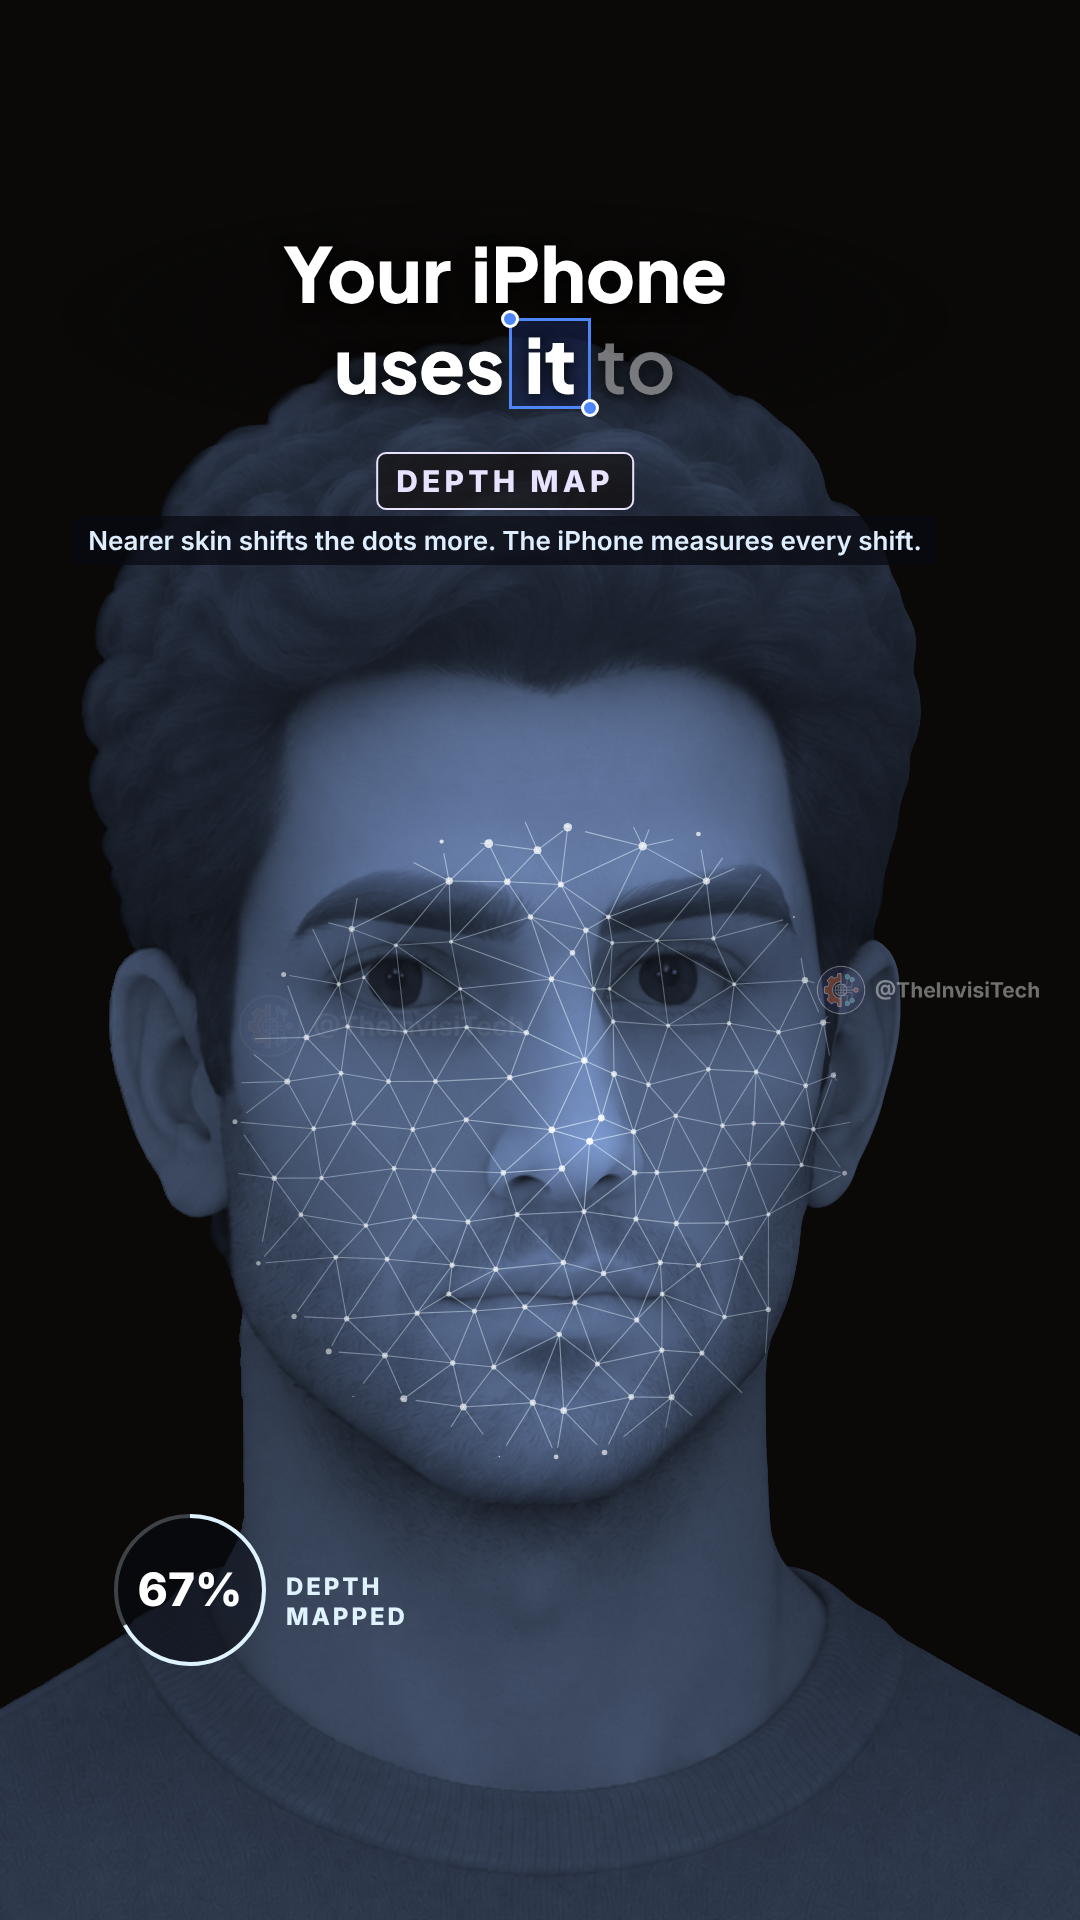 Your iPhone
uses it to
DEPTH MAP
Nearer skin shifts the dots more. The iPhone measures every shift.
@TheInvisiTech
@TheInvisiTech
67%
DEPTH
MAPPED